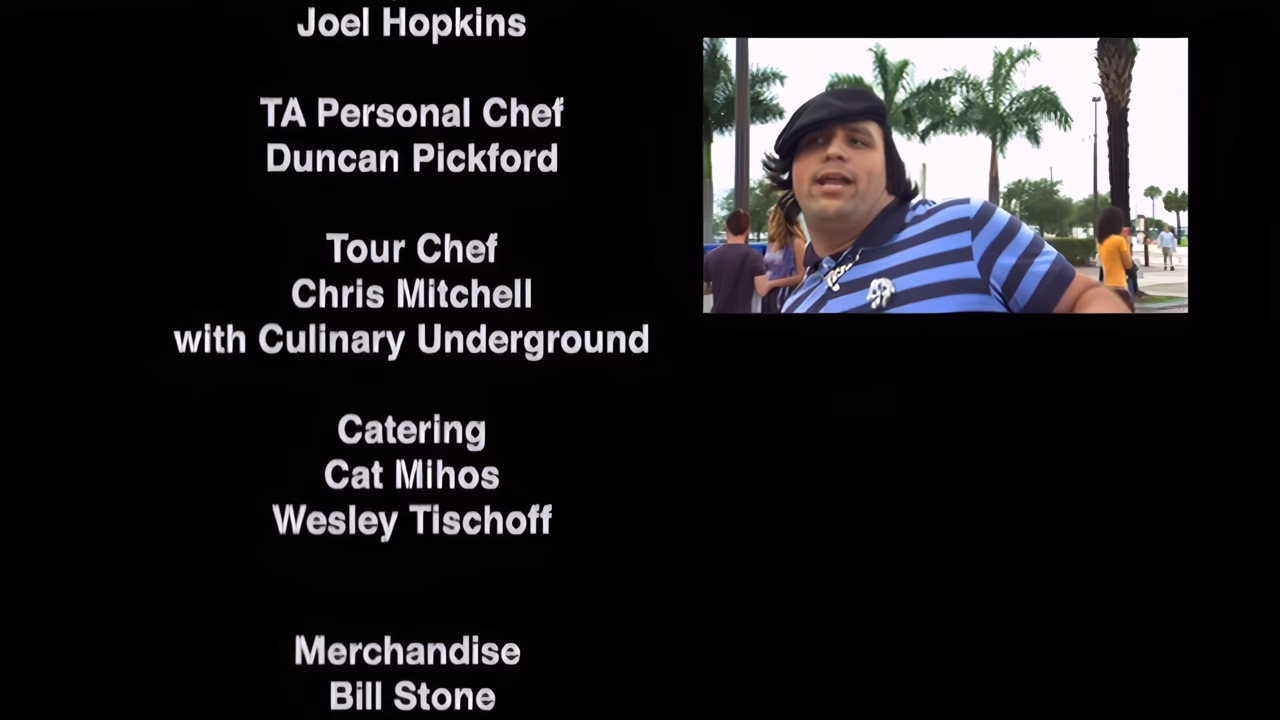 Joel Hopkins
TA Personal Chef
Duncan Pickford
Tour Chef
Chris Mitchell
with Culinary Underground
Catering
Cat Mihos
Wesley Tischoff
Merchandise
Bill Stone